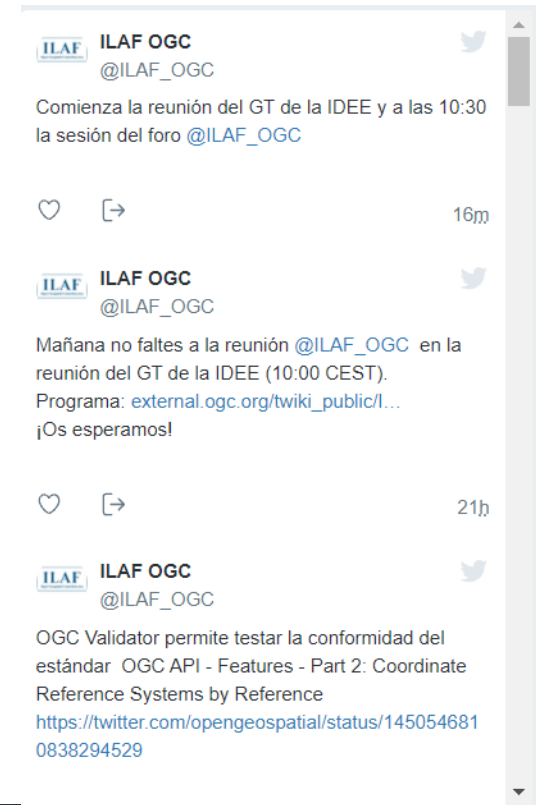 ILAF
ILAF OGC
@ILAF_OGC
Comienza la reunión del GT de la IDEE y a las 10:30
la sesión del foro @ILAF_OGC
16m
ILAF
ILAF OGC
@ILAF_OGC
Mañana no faltes a la reunión @ILAF_OGC en la
reunión del GT de la IDEE (10:00 CEST).
Programa: external.ogc.org/twiki_public/I...
¡Os esperamos!
21h
ILAF
ILAF OGC
@ILAF_OGC
OGC Validator permite testar la conformidad del
estándar OGC API - Features - Part 2: Coordinate
Reference Systems by Reference
https://twitter.com/opengeospatial/status/145054681
0838294529